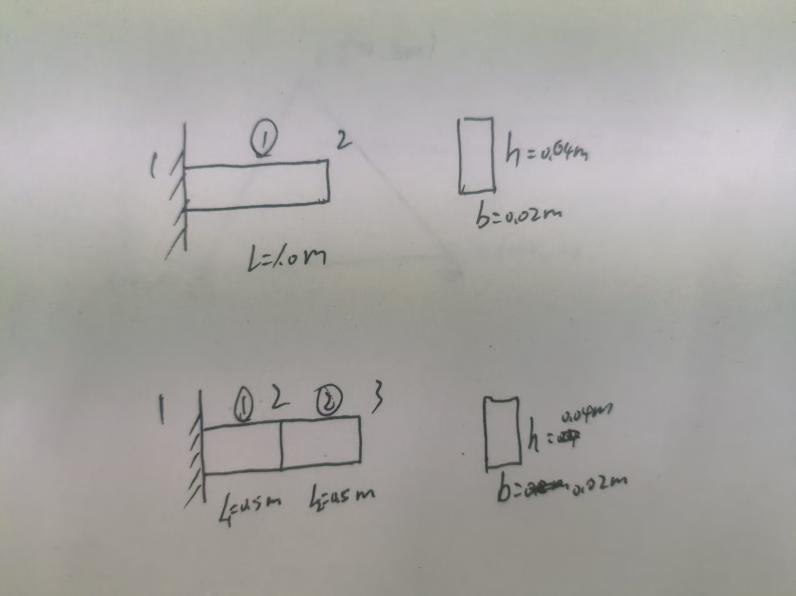 1 ① 2
h=0.04m
b=0.02m
L=1.0m
1 ① 2 ② 3
0.04m
h=
b= 0.02m
L₁=0.5m L₂=0.5m